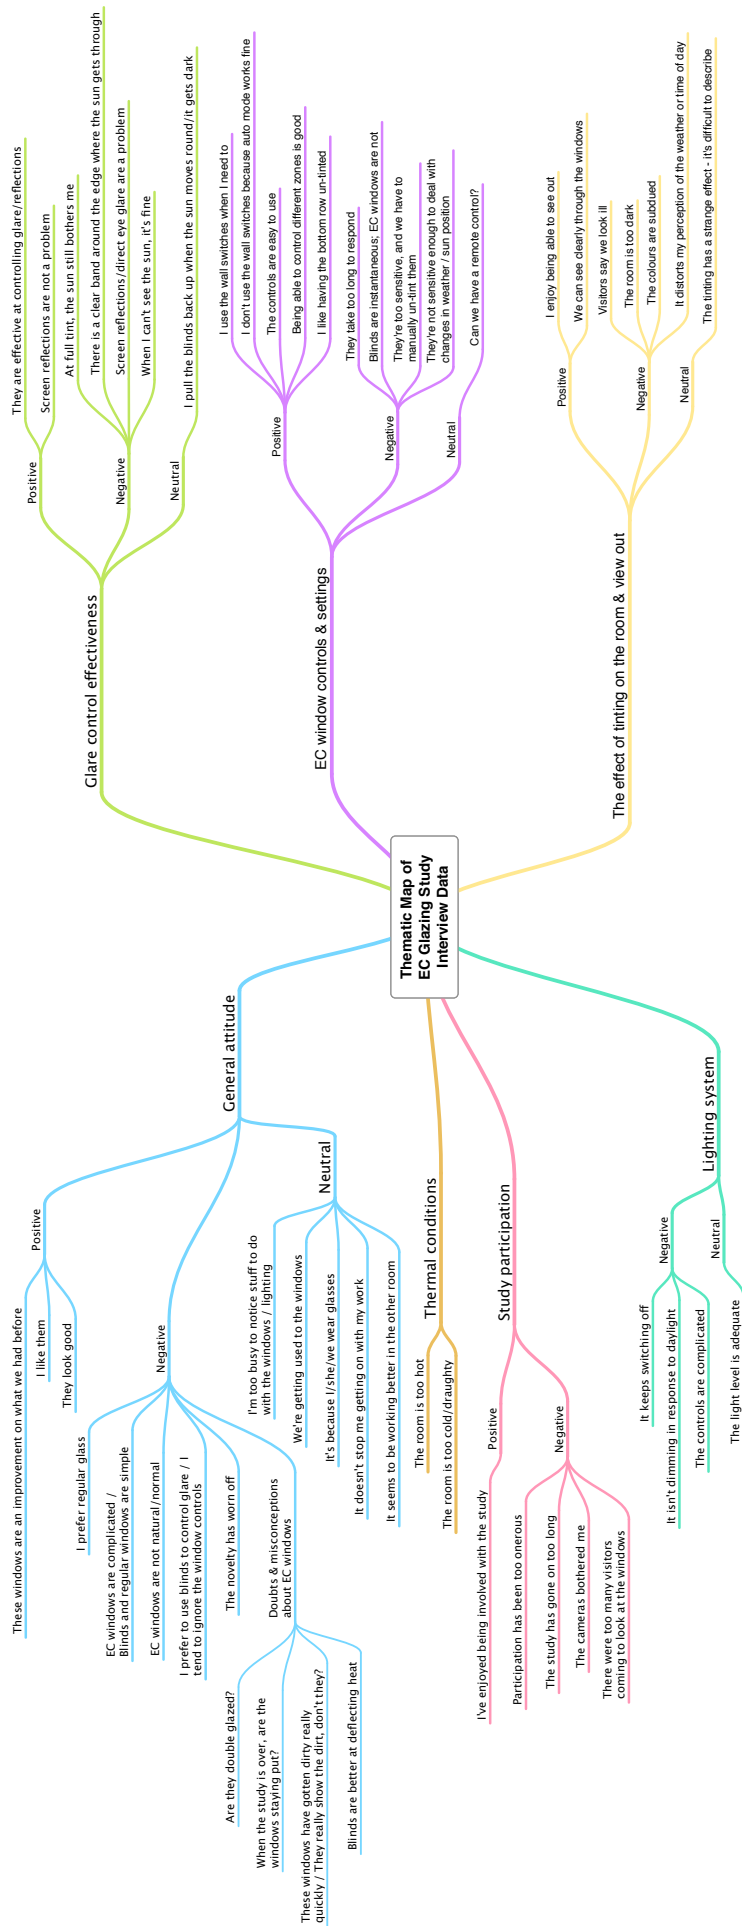 Thematic Map of
EC Glazing Study
Interview Data
Glare control effectiveness
Positive
They are effective at controlling glare/reflections
Screen reflections are not a problem
Negative
At full tint, the sun still bothers me
There is a clear band around the edge where the sun gets through
Screen reflections/direct eye glare are a problem
When I can't see the sun, it's fine
Neutral
I pull the blinds back up when the sun moves round/it gets dark
EC window controls & settings
Positive
I use the wall switches when I need to
I don't use the wall switches because auto mode works fine
The controls are easy to use
Being able to control different zones is good
I like having the bottom row un-tinted
Negative
They take too long to respond
Blinds are instantaneous; EC windows are not
They're too sensitive, and we have to
manually un-tint them
They're not sensitive enough to deal with
changes in weather / sun position
Neutral
Can we have a remote control?
The effect of tinting on the room & view out
Positive
I enjoy being able to see out
We can see clearly through the windows
Negative
Visitors say we look ill
The room is too dark
The colours are subdued
It distorts my perception of the weather or time of day
Neutral
The tinting has a strange effect - it's difficult to describe
General attitude
Positive
These windows are an improvement on what we had before
I like them
They look good
Negative
I prefer regular glass
EC windows are complicated /
Blinds and regular windows are simple
EC windows are not natural/normal
I prefer to use blinds to control glare / I
tend to ignore the window controls
The novelty has worn off
Doubts & misconceptions
about EC windows
Are they double glazed?
When the study is over, are the
windows staying put?
These windows have gotten dirty really
quickly / They really show the dirt, don't they?
Blinds are better at deflecting heat
Neutral
I'm too busy to notice stuff to do
with the windows / lighting
We're getting used to the windows
It's because I/she/we wear glasses
It doesn't stop me getting on with my work
It seems to be working better in the other room
Thermal conditions
The room is too hot
The room is too cold/draughty
Study participation
Positive
I've enjoyed being involved with the study
Negative
Participation has been too onerous
The study has gone on too long
The cameras bothered me
There were too many visitors
coming to look at the windows
Lighting system
Negative
It keeps switching off
It isn't dimming in response to daylight
The controls are complicated
Neutral
The light level is adequate